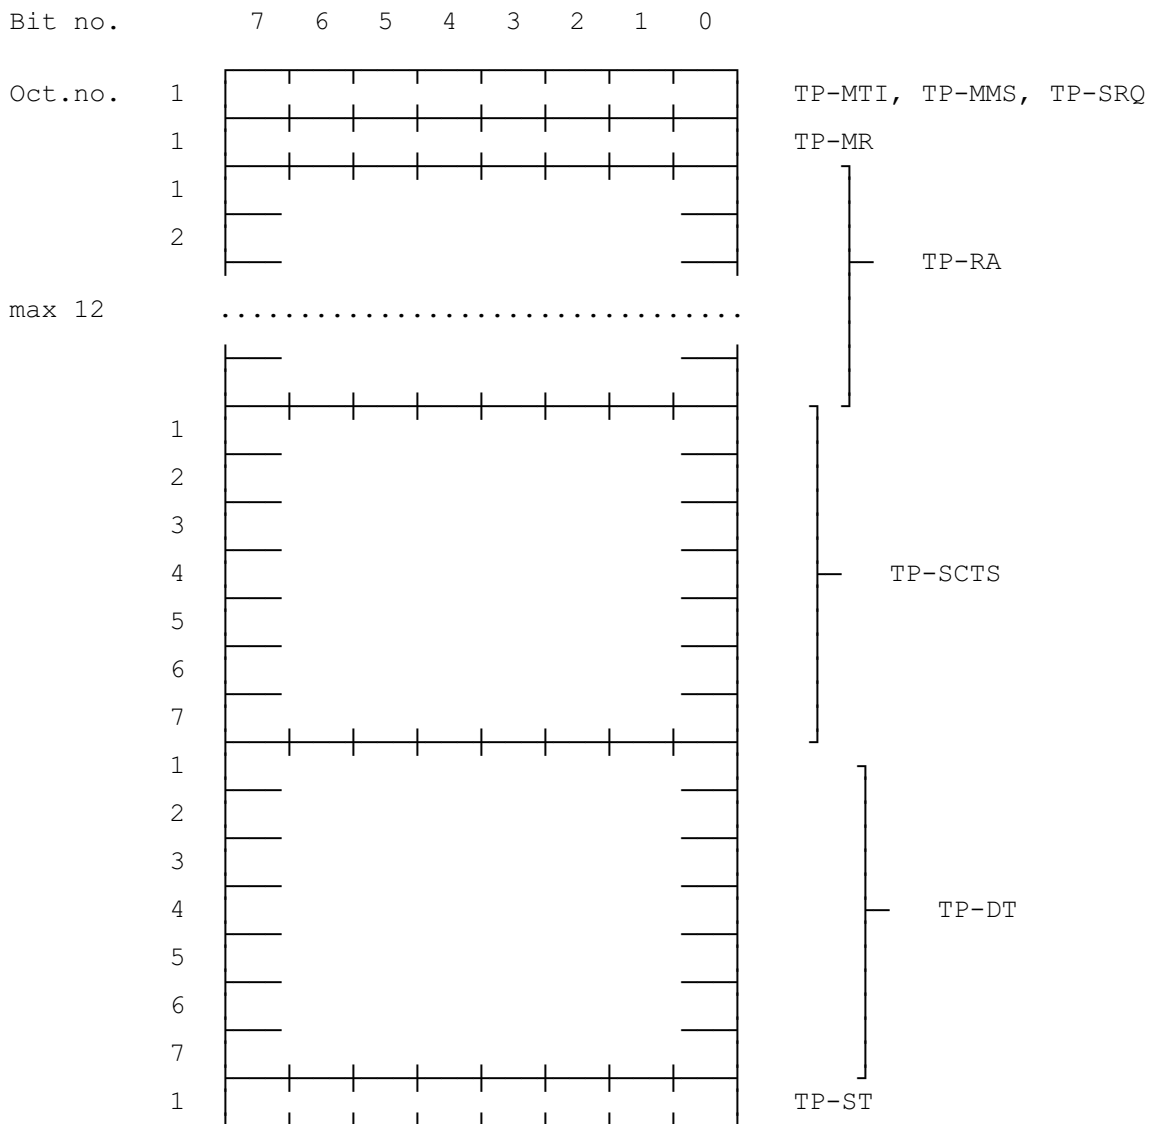 Bit no. 7 6 5 4 3 2 1 0
Oct.no. 1 TP-MTI, TP-MMS, TP-SRQ
1 TP-MR
1
2
TP-RA
max 12
1
2
3
4 TP-SCTS
5
6
7
1
2
3
4 TP-DT
5
6
7
1 TP-ST